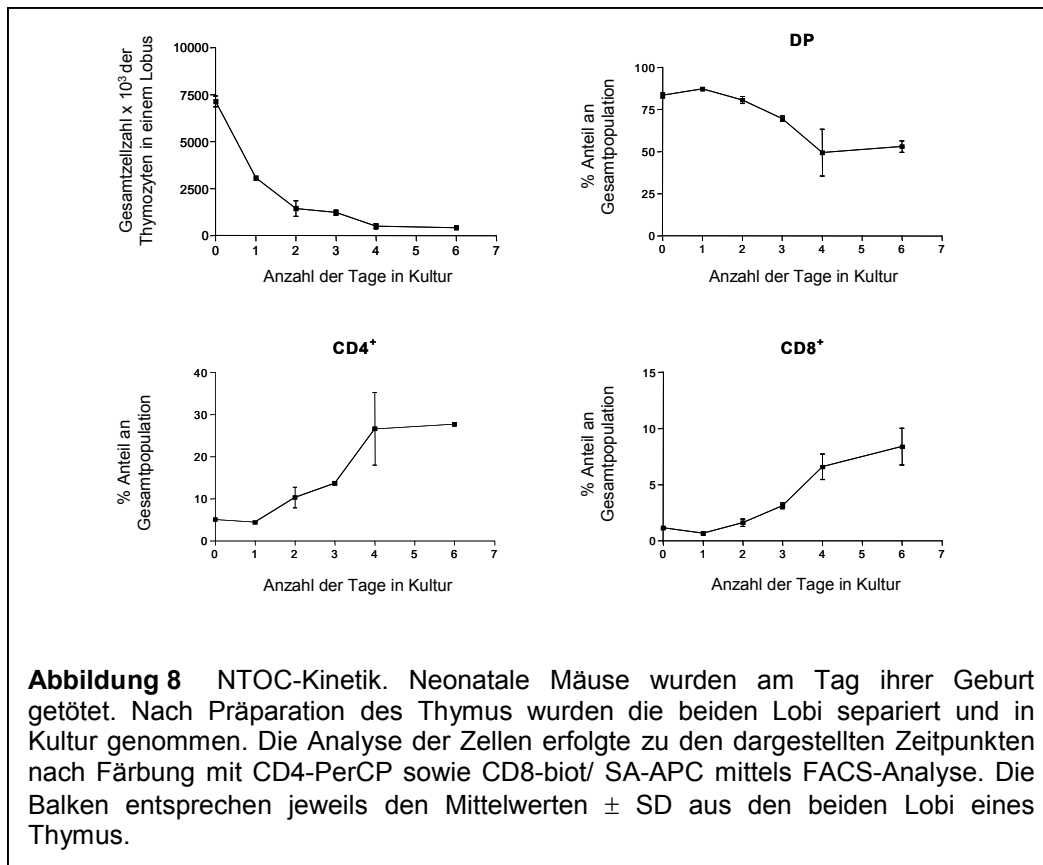 Gesamtzellzahl x 10³ der
Thymozyten in einem Lobus
10000
7500
5000
2500
0
0 1 2 3 4 5 6 7
Anzahl der Tage in Kultur
DP
% Anteil an
Gesamtpopulation
100
75
50
25
0
0 1 2 3 4 5 6 7
Anzahl der Tage in Kultur
CD4⁺
% Anteil an
Gesamtpopulation
40
30
20
10
0
0 1 2 3 4 5 6 7
Anzahl der Tage in Kultur
CD8⁺
% Anteil an
Gesamtpopulation
15
10
5
0
0 1 2 3 4 5 6 7
Anzahl der Tage in Kultur
Abbildung 8 NTOC-Kinetik. Neonatale Mäuse wurden am Tag ihrer Geburt
getötet. Nach Präparation des Thymus wurden die beiden Lobi separiert und in
Kultur genommen. Die Analyse der Zellen erfolgte zu den dargestellten Zeitpunkten
nach Färbung mit CD4-PerCP sowie CD8-biot/ SA-APC mittels FACS-Analyse. Die
Balken entsprechen jeweils den Mittelwerten ± SD aus den beiden Lobi eines
Thymus.